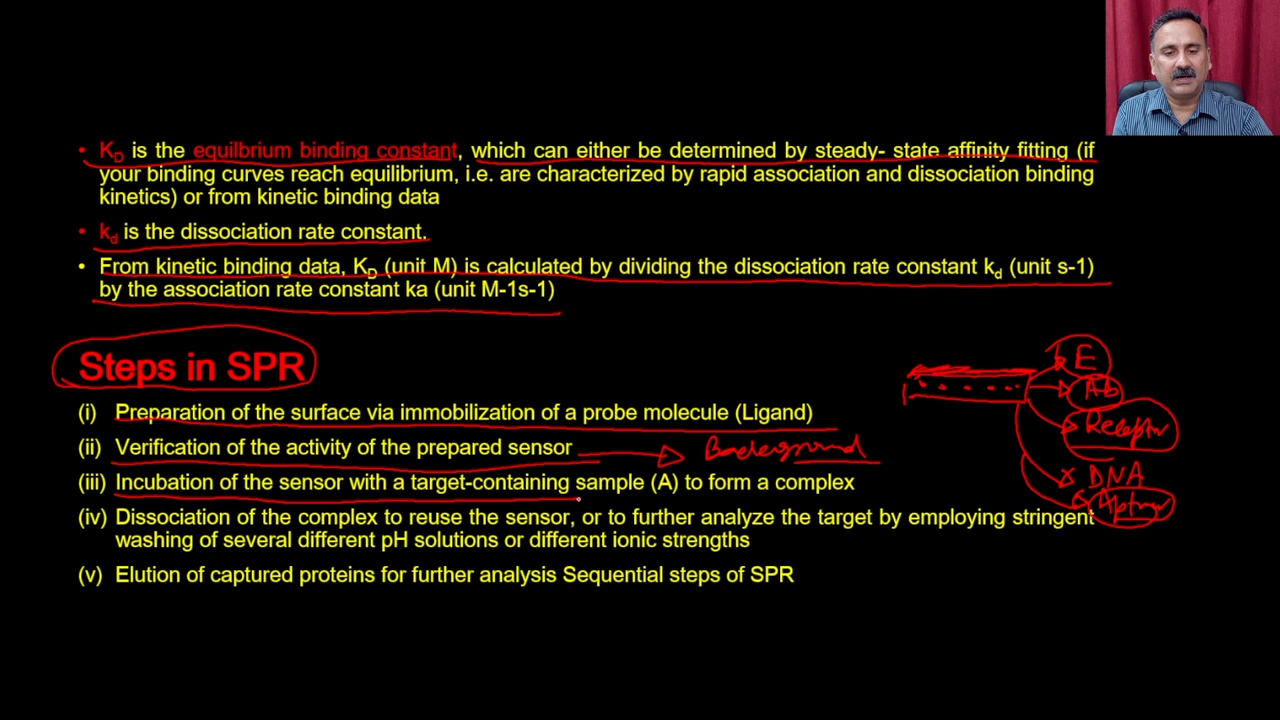 • KD is the equilbrium binding constant, which can either be determined by steady- state affinity fitting (if
your binding curves reach equilibrium, i.e. are characterized by rapid association and dissociation binding
kinetics) or from kinetic binding data
• kd is the dissociation rate constant.
• From kinetic binding data, KD (unit M) is calculated by dividing the dissociation rate constant kd (unit s-1)
by the association rate constant ka (unit M-1s-1)
Steps in SPR
E
Ab
Receptor
DNA
(i) Preparation of the surface via immobilization of a probe molecule (Ligand)
(ii) Verification of the activity of the prepared sensor
Background
(iii) Incubation of the sensor with a target-containing sample (A) to form a complex
(iv) Dissociation of the complex to reuse the sensor, or to further analyze the target by employing stringent
washing of several different pH solutions or different ionic strengths
(v) Elution of captured proteins for further analysis Sequential steps of SPR